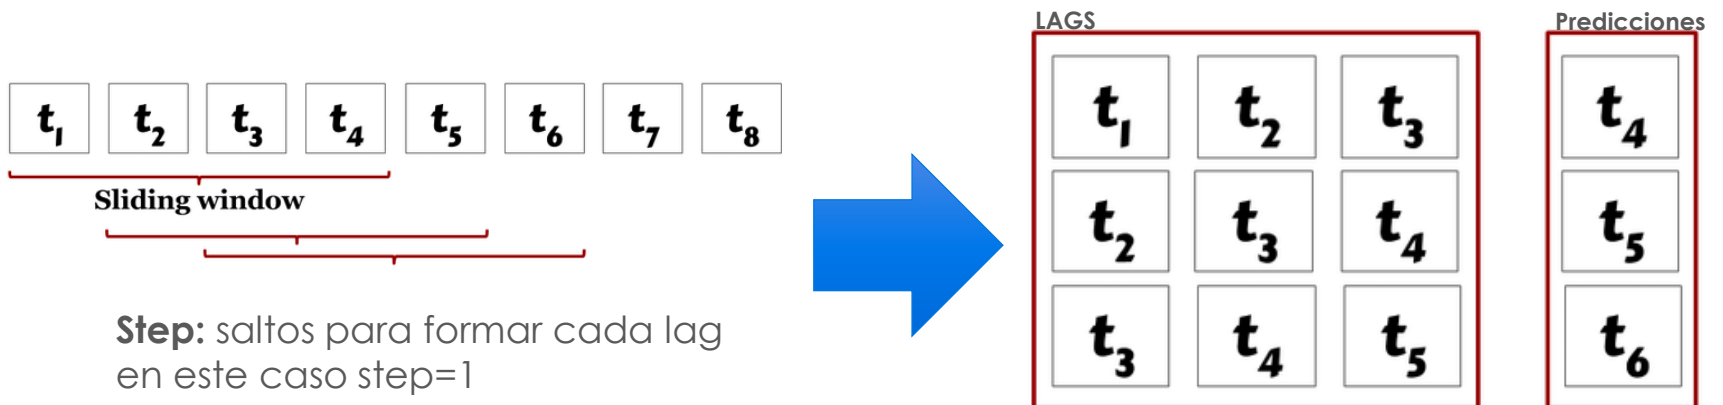 LAGS
Predicciones
t1 t2 t3 t4 t5 t6 t7 t8
Sliding window
Step: saltos para formar cada lag
en este caso step=1
t1 t2 t3 t4
t2 t3 t4 t5
t3 t4 t5 t6